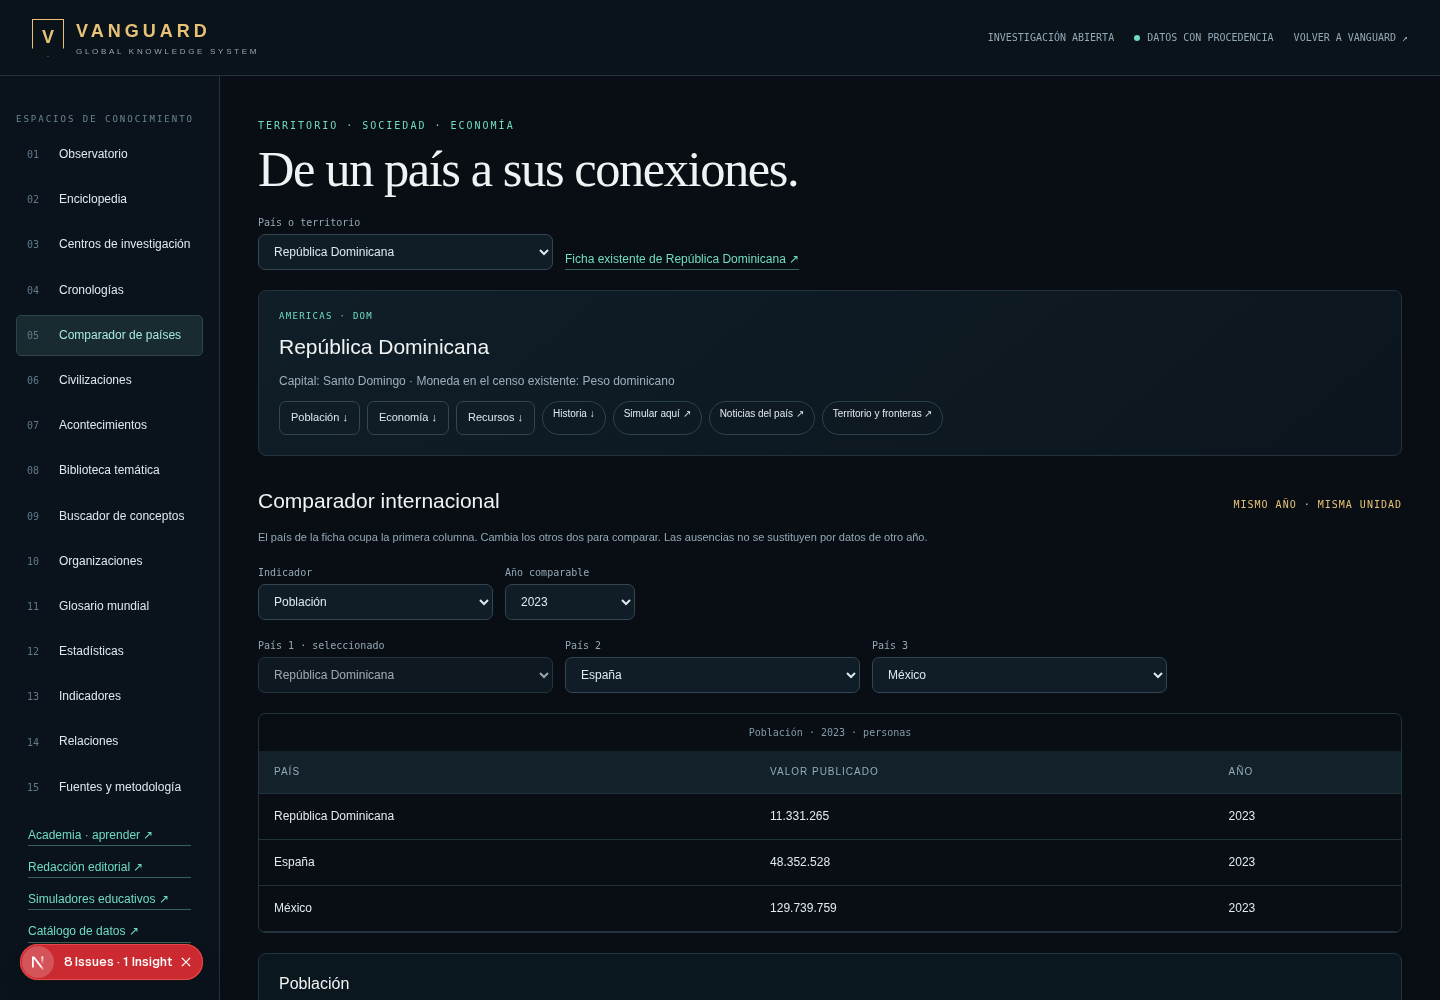 V VANGUARD
GLOBAL KNOWLEDGE SYSTEM
INVESTIGACIÓN ABIERTA
DATOS CON PROCEDENCIA
VOLVER A VANGUARD ↗
ESPACIOS DE CONOCIMIENTO
01 Observatorio
02 Enciclopedia
03 Centros de investigación
04 Cronologías
05 Comparador de países
06 Civilizaciones
07 Acontecimientos
08 Biblioteca temática
09 Buscador de conceptos
10 Organizaciones
11 Glosario mundial
12 Estadísticas
13 Indicadores
14 Relaciones
15 Fuentes y metodología
Academia · aprender ↗
Redacción editorial ↗
Simuladores educativos ↗
Catálogo de datos ↗
8 Issues · 1 Insight
TERRITORIO · SOCIEDAD · ECONOMÍA
De un país a sus conexiones.
País o territorio
República Dominicana
Ficha existente de República Dominicana ↗
AMERICAS · DOM
República Dominicana
Capital: Santo Domingo · Moneda en el censo existente: Peso dominicano
Población ↓ Economía ↓ Recursos ↓ Historia ↓ Simular aquí ↗ Noticias del país ↗ Territorio y fronteras ↗
Comparador internacional
MISMO AÑO · MISMA UNIDAD
El país de la ficha ocupa la primera columna. Cambia los otros dos para comparar. Las ausencias no se sustituyen por datos de otro año.
Indicador Año comparable
Población 2023
País 1 · seleccionado País 2 País 3
República Dominicana España México
Población · 2023 · personas
PAÍS VALOR PUBLICADO AÑO
República Dominicana 11.331.265 2023
España 48.352.528 2023
México 129.739.759 2023
Población